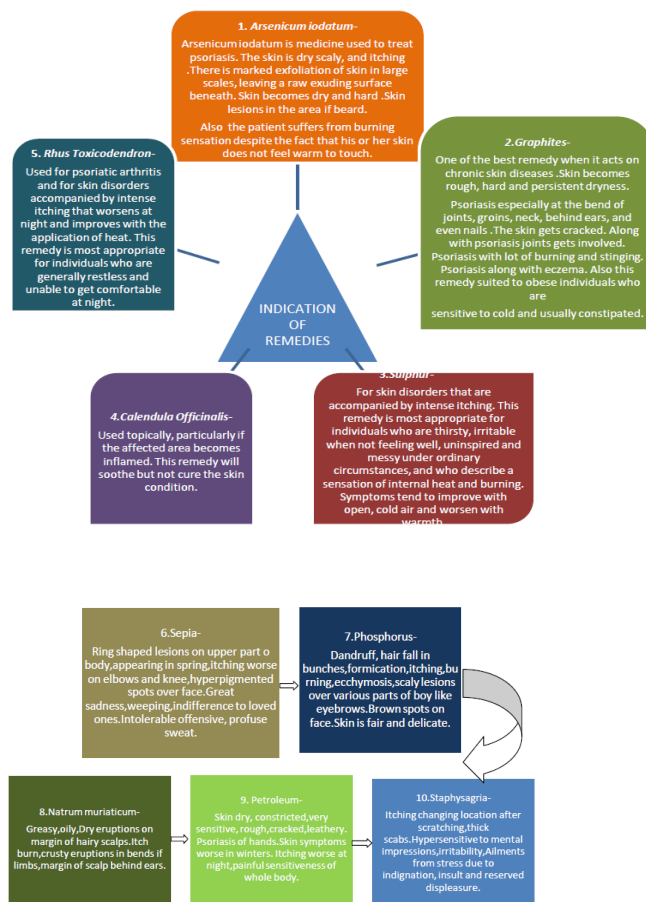 1. Arsenicum iodatum-
Arsenicum iodatum is medicine used to treat
psoriasis. The skin is dry scaly, and itching
.There is marked exfoliation of skin in large
scales, leaving a raw exuding surface
beneath. Skin becomes dry and hard .Skin
lesions in the area if beard.
Also the patient suffers from burning
sensation despite the fact that his or her skin
does not feel warm to touch.
2.Graphites-
One of the best remedy when it acts on
chronic skin diseases .Skin becomes
rough, hard and persistent dryness.
Psoriasis especially at the bend of
joints, groins, neck, behind ears, and
even nails .The skin gets cracked. Along
with psoriasis joints gets involved.
Psoriasis with lot of burning and stinging.
Psoriasis along with eczema. Also this
remedy suited to obese individuals who
are
sensitive to cold and usually constipated.
5. Rhus Toxicodendron-
Used for psoriatic arthritis
and for skin disorders
accompanied by intense
itching that worsens at
night and improves with the
application of heat. This
remedy is most appropriate
for individuals who are
generally restless and
unable to get comfortable
at night.
INDICATION
OF
REMEDIES
4.Calendula Officinalis-
Used topically, particularly if
the affected area becomes
inflamed. This remedy will
soothe but not cure the skin
condition.
3.Sulphur-
For skin disorders that are
accompanied by intense itching. This
remedy is most appropriate for
individuals who are thirsty, irritable
when not feeling well, uninspired and
messy under ordinary
circumstances, and who describe a
sensation of internal heat and burning.
Symptoms tend to improve with
open, cold air and worsen with
warmth
6.Sepia-
Ring shaped lesions on upper part o
body,appearing in spring,itching worse
on elbows and knee,hyperpigmented
spots over face.Great
sadness,weeping,indifference to loved
ones.Intolerable offensive, profuse
sweat.
7.Phosphorus-
Dandruff, hair fall in
bunches,formication,itching,bu
rning,ecchymosis,scaly lesions
over various parts of boy like
eyebrows.Brown spots on
face.Skin is fair and delicate.
8.Natrum muriaticum-
Greasy,oily,Dry eruptions on
margin of hairy scalps.Itch
burn,crusty eruptions in bends if
limbs,margin of scalp behind ears.
9. Petroleum-
Skin dry, constricted,very
sensitive, rough,cracked,leathery.
Psoriasis of hands.Skin symptoms
worse in winters. Itching worse at
night,painful sensitiveness of
whole body.
10.Staphysagria-
Itching changing location after
scratching,thick
scabs.Hypersensitive to mental
impressions,irritability,Ailments
from stress due to
indignation, insult and reserved
displeasure.